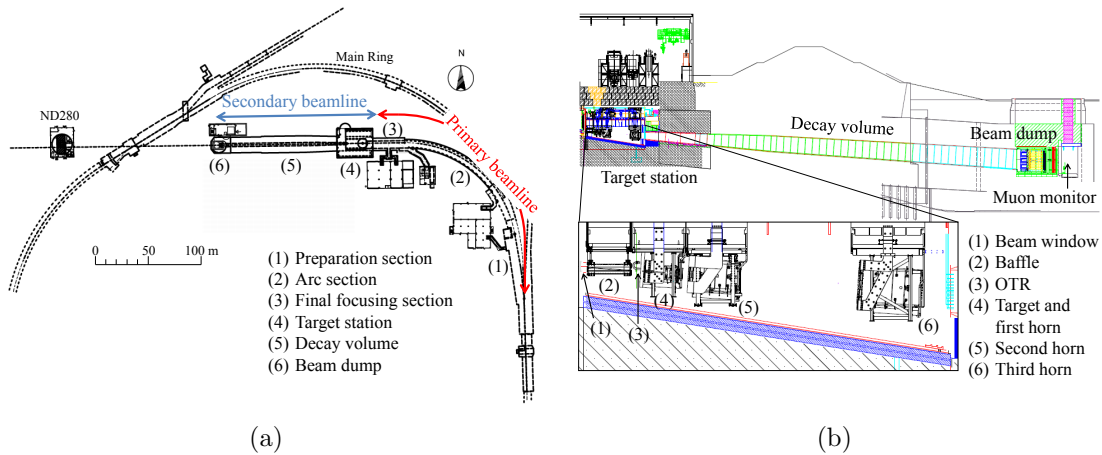 Main Ring
N
ND280
Secondary beamline
Primary beamline
(3)
(6)
(5)
(4)
(2)
(1)
0 50 100 m
(1) Preparation section
(2) Arc section
(3) Final focusing section
(4) Target station
(5) Decay volume
(6) Beam dump
(a)
Decay volume
Beam dump
Target station
Muon monitor
(2)
(4)
(5)
(6)
(1)
(3)
(1) Beam window
(2) Baffle
(3) OTR
(4) Target and
first horn
(5) Second horn
(6) Third horn
(b)